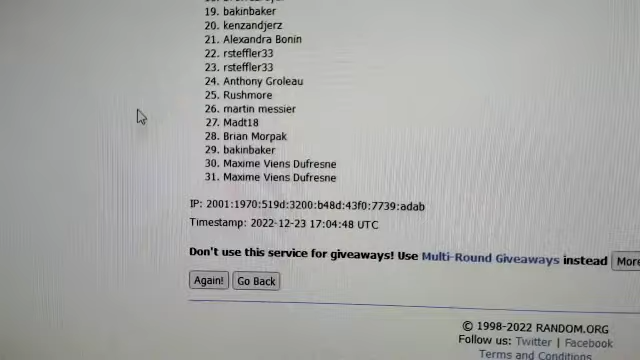 19. bakinbaker
20. kenzandjerz
21. Alexandra Bonin
22. rsteffler33
23. rsteffler33
24. Anthony Groleau
25. Rushmore
26. martin messier
27. Madt18
28. Brian Morpak
29. bakinbaker
30. Maxime Viens Dufresne
31. Maxime Viens Dufresne
IP: 2001:1970:519d:3200:b48d:43f0:7739:adab
Timestamp: 2022-12-23 17:04:48 UTC
Don't use this service for giveaways! Use Multi-Round Giveaways instead More
Again! Go Back
© 1998-2022 RANDOM.ORG
Follow us: Twitter | Facebook
Terms and Conditions